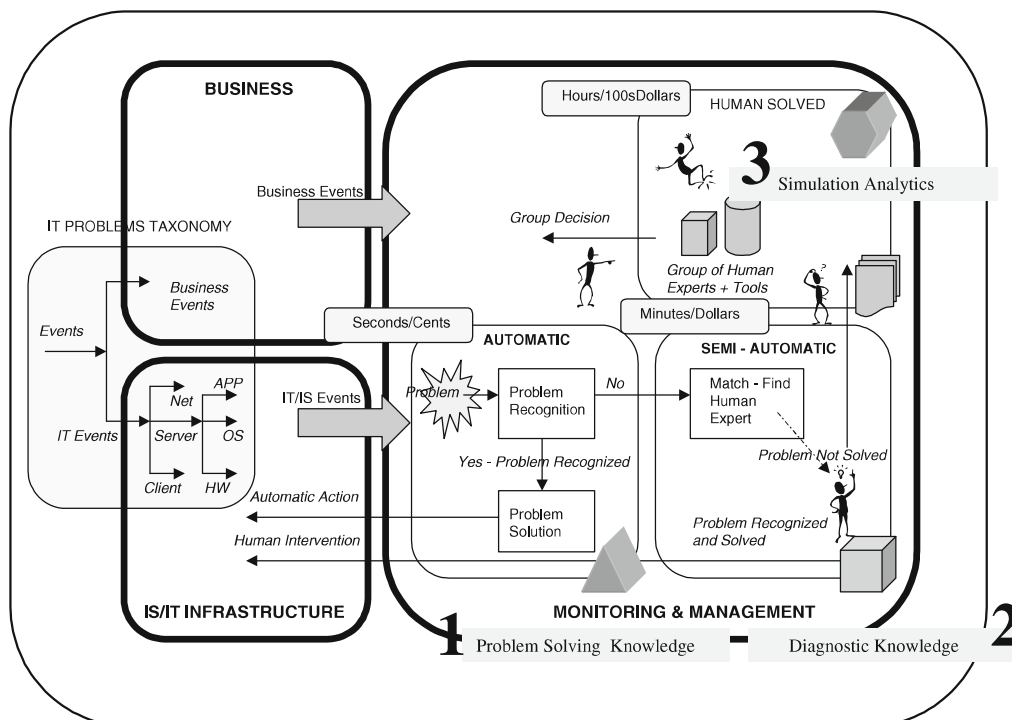 BUSINESS
Hours/100sDollars
HUMAN SOLVED
3
Simulation Analytics
Business Events
IT PROBLEMS TAXONOMY
Group Decision
Group of Human
Experts + Tools
Business
Events
Events
Seconds/Cents
Minutes/Dollars
AUTOMATIC
SEMI - AUTOMATIC
IT/IS Events
Problem
Problem
Recognition
No
Match - Find
Human
Expert
APP
Net
IT Events
Server
OS
Client
HW
Yes - Problem Recognized
Problem Not Solved
Automatic Action
Problem
Solution
Human Intervention
Problem Recognized
and Solved
?
IS/IT INFRASTRUCTURE
MONITORING & MANAGEMENT
1
Problem Solving Knowledge
Diagnostic Knowledge
2